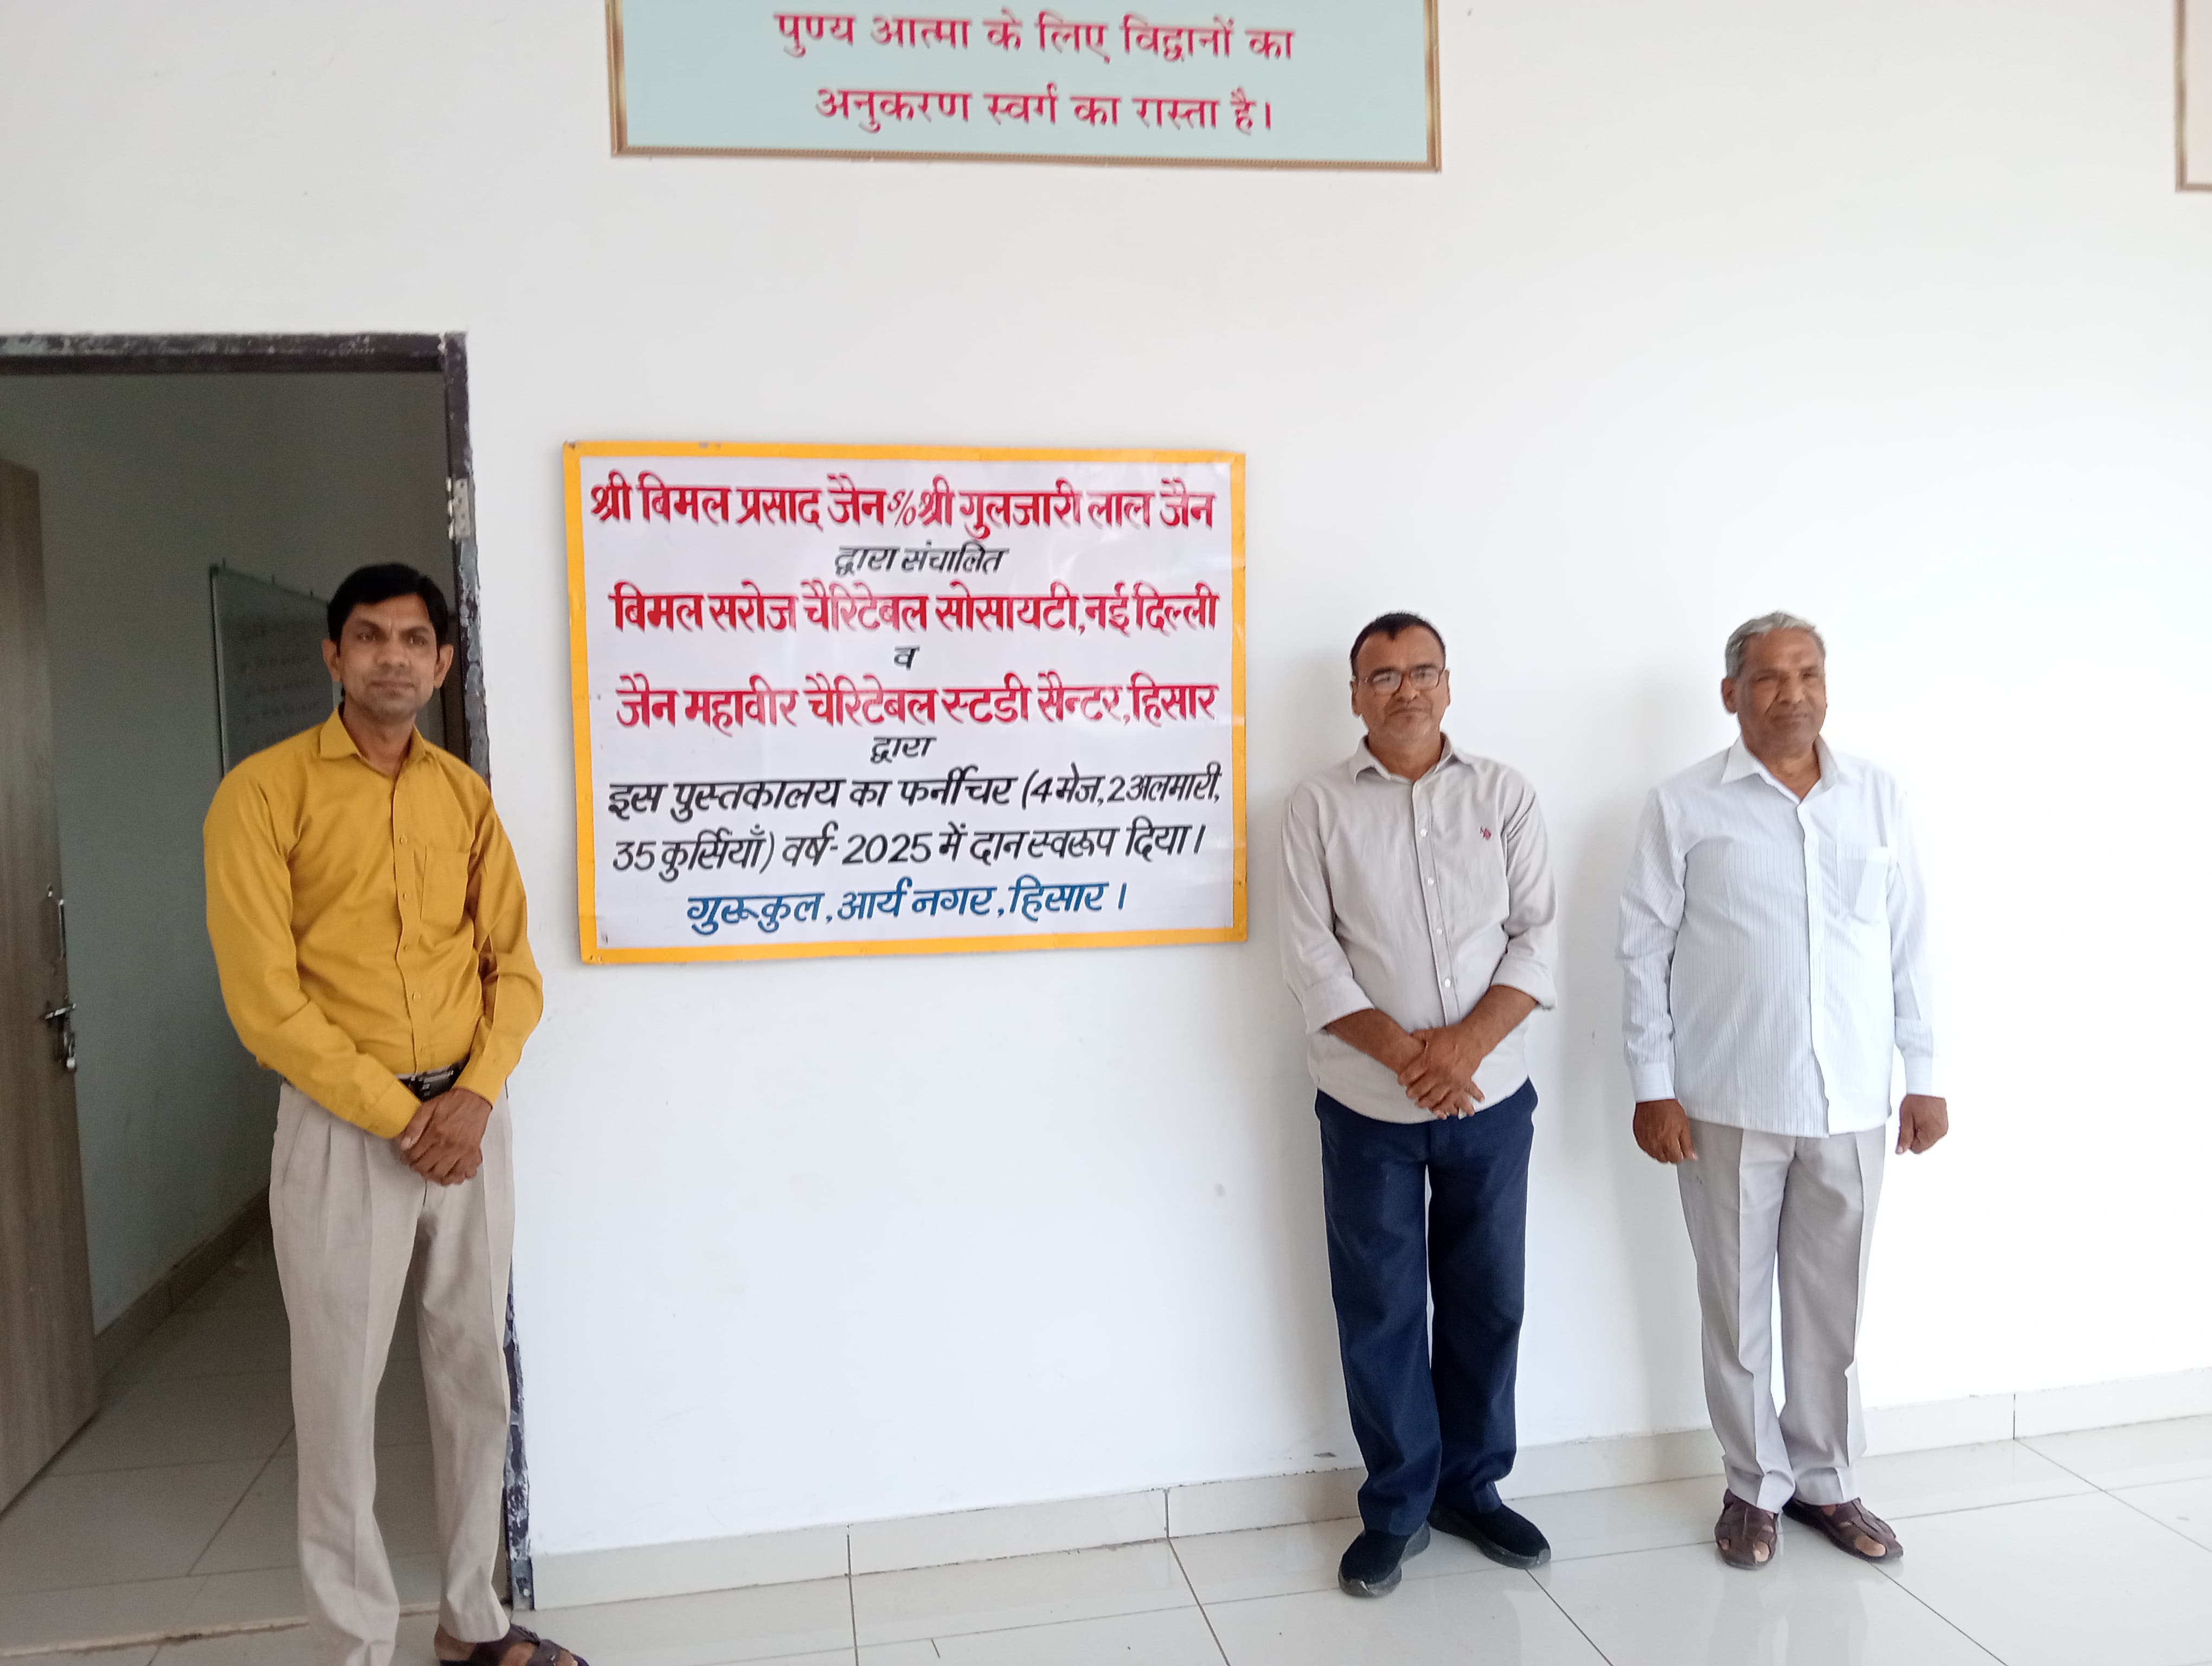 पुण्य आत्मा के लिए विद्वानों का
अनुकरण स्वर्ग का रास्ता है।
श्री बिमल प्रसाद जैन s/o श्री गुलजारी लाल जैन
द्वारा संचालित
बिमल सरोज चैरिटेबल सोसायटी,नई दिल्ली
व
जैन महावीर चैरिटेबल स्टडी सैन्टर,हिसार
द्वारा
इस पुस्तकालय का फर्नीचर (4 मेज,2 अलमारी,
35 कुर्सियाँ) वर्ष- 2025 में दान स्वरूप दिया।
गुरूकुल, आर्य नगर, हिसार।